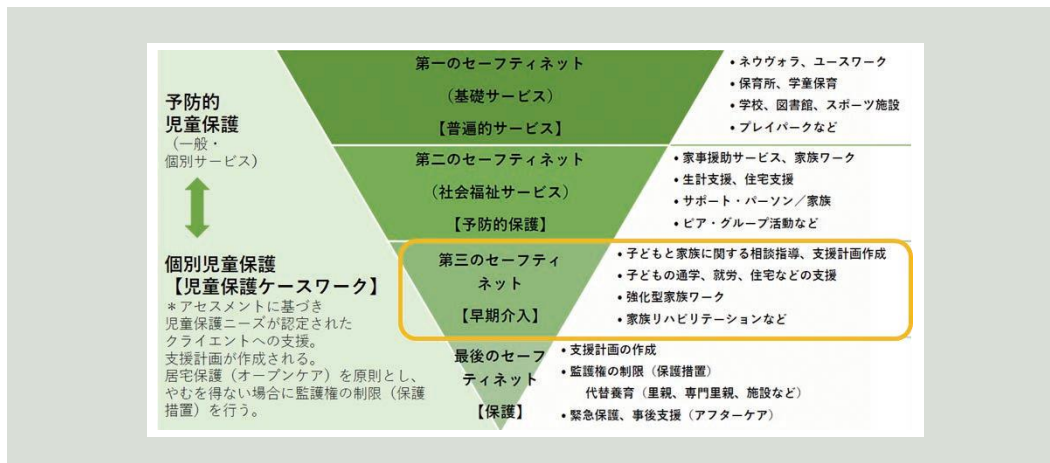 予防的
児童保護
（一般・
個別サービス）
個別児童保護
【児童保護ケースワーク】
＊アセスメントに基づき
児童保護ニーズが認定された
クライエントへの支援。
支援計画が作成される。
居宅保護（オープンケア）を原則とし、
やむを得ない場合に監護権の制限（保護
措置）を行う。
第一のセーフティネット
（基礎サービス）
【普遍的サービス】
• ネウヴォラ、ユースワーク
• 保育所、学童保育
• 学校、図書館、スポーツ施設
• プレイパークなど
第二のセーフティネット
（社会福祉サービス）
【予防的保護】
• 家事援助サービス、家族ワーク
• 生計支援、住宅支援
• サポート・パーソン／家族
• ピア・グループ活動など
第三のセーフティ
ネット
【早期介入】
• 子どもと家族に関する相談指導、支援計画作成
• 子どもの通学、就労、住宅などの支援
• 強化型家族ワーク
• 家族リハビリテーションなど
最後のセーフ
ティネット
【保護】
• 支援計画の作成
• 監護権の制限（保護措置）
代替養育（里親、専門里親、施設など）
• 緊急保護、事後支援（アフターケア）